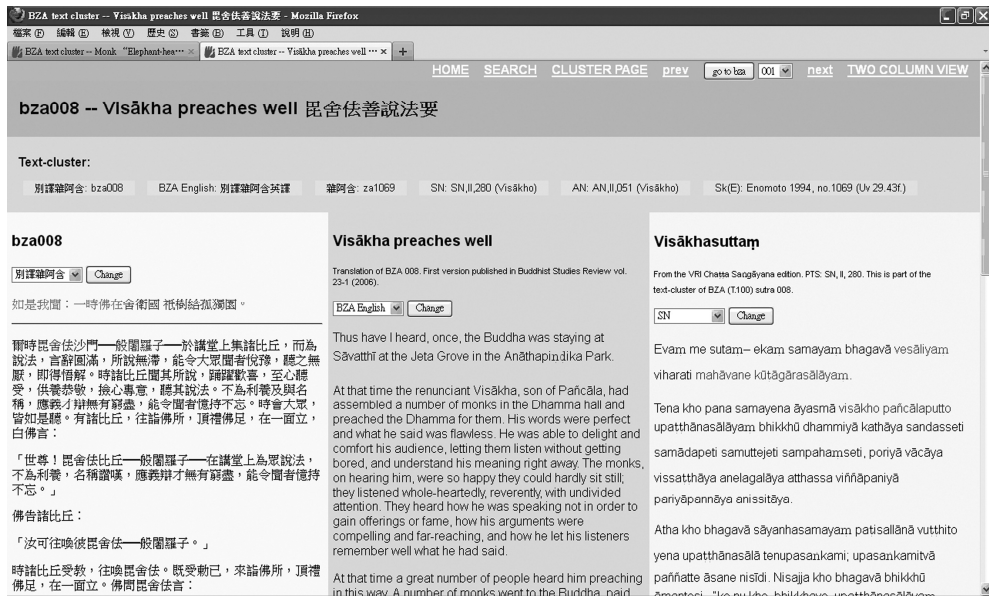 BZA text cluster -- Visākha preaches well 毘舍佉善說法要 - Mozilla Firefox
檔案(F) 編輯(E) 檢視(V) 歷史(S) 書籤(B) 工具(T) 說明(H)
BZA text cluster -- Monk “Elephant-hea··· × BZA text cluster -- Visākha preaches well ··· × +
HOME SEARCH CLUSTER PAGE prev go to bza 001 next TWO COLUMN VIEW
bza008 -- Visākha preaches well 毘舍佉善說法要
Text-cluster:
別譯雜阿含: bza008 BZA English: 別譯雜阿含英譯 雜阿含: za1069 SN: SN,II,280 (Visākho) AN: AN,II,051 (Visākho) Sk(E): Enomoto 1994, no.1069 (Uv 29.43f.)
bza008
別譯雜阿含 Change
如是我聞：一時佛在舍衛國 祇樹給孤獨園。
爾時毘舍佉沙門──般闍羅子──於講堂上集諸比丘，而為
說法，言辭圓滿，所說無滯，能令大眾聞者悅豫，聽之無
厭，即得悟解。時諸比丘聞其所說，踊躍歡喜，至心聽
受，供養恭敬，撿心專意，聽其說法。不為利養及與名
稱，應義才辯無有窮盡，能令聞者憶持不忘。時會大眾，
皆如是聽。有諸比丘，往詣佛所，頂禮佛足，在一面立，
白佛言：
「世尊！毘舍佉比丘──般闍羅子──在講堂上為眾說法，
不為利養，名稱讚嘆，應義辯才無有窮盡，能令聞者憶持
不忘。」
佛告諸比丘：
「汝可往喚彼毘舍佉──般闍羅子。」
時諸比丘受教，往喚毘舍佉。既受勅已，來詣佛所，頂禮
佛足，在一面立。佛問毘舍佉言：
Visākha preaches well
Translation of BZA 008. First version published in Buddhist Studies Review vol.
23-1 (2006).
BZA English Change
Thus have I heard, once, the Buddha was staying at
Sāvatthī at the Jeta Grove in the Anāthapiṇḍika Park.
At that time the renunciant Visākha, son of Pañcāla, had
assembled a number of monks in the Dhamma hall and
preached the Dhamma for them. His words were perfect
and what he said was flawless. He was able to delight and
comfort his audience, letting them listen without getting
bored, and understand his meaning right away. The monks,
on hearing him, were so happy they could hardly sit still;
they listened whole-heartedly, reverently, with undivided
attention. They heard how he was speaking not in order to
gain offerings or fame, how his arguments were
compelling and far-reaching, and how he let his listeners
remember well what he had said.
At that time a great number of people heard him preaching
in this way. A number of monks went to the Buddha, paid
Visākhasuttaṃ
From the VRI Chaṭṭa Saṅgāyana edition. PTS: SN, II, 280. This is part of the
text-cluster of BZA (T.100) sutra 008.
SN Change
Evaṃ me sutaṃ– ekaṃ samayaṃ bhagavā vesāliyaṃ
viharati mahāvane kūṭāgārasālāyaṃ.
Tena kho pana samayena āyasmā visākho pañcālaputto
upaṭṭhānasālāyaṃ bhikkhū dhammiyā kathāya sandasseti
samādapeti samuttejeti sampahaṃseti, poriyā vācāya
vissaṭṭhāya anelagalāya atthassa viññāpaniyā
pariyāpannāya anissitāya.
Atha kho bhagavā sāyanhasamayaṃ paṭisallānā vuṭṭhito
yena upaṭṭhānasālā tenupasaṅkami; upasaṅkamitvā
paññatte āsane nisīdi. Nisajja kho bhagavā bhikkhū
āmantesi– “ko nu kho, bhikkhave, upaṭṭhānasālāyaṃ